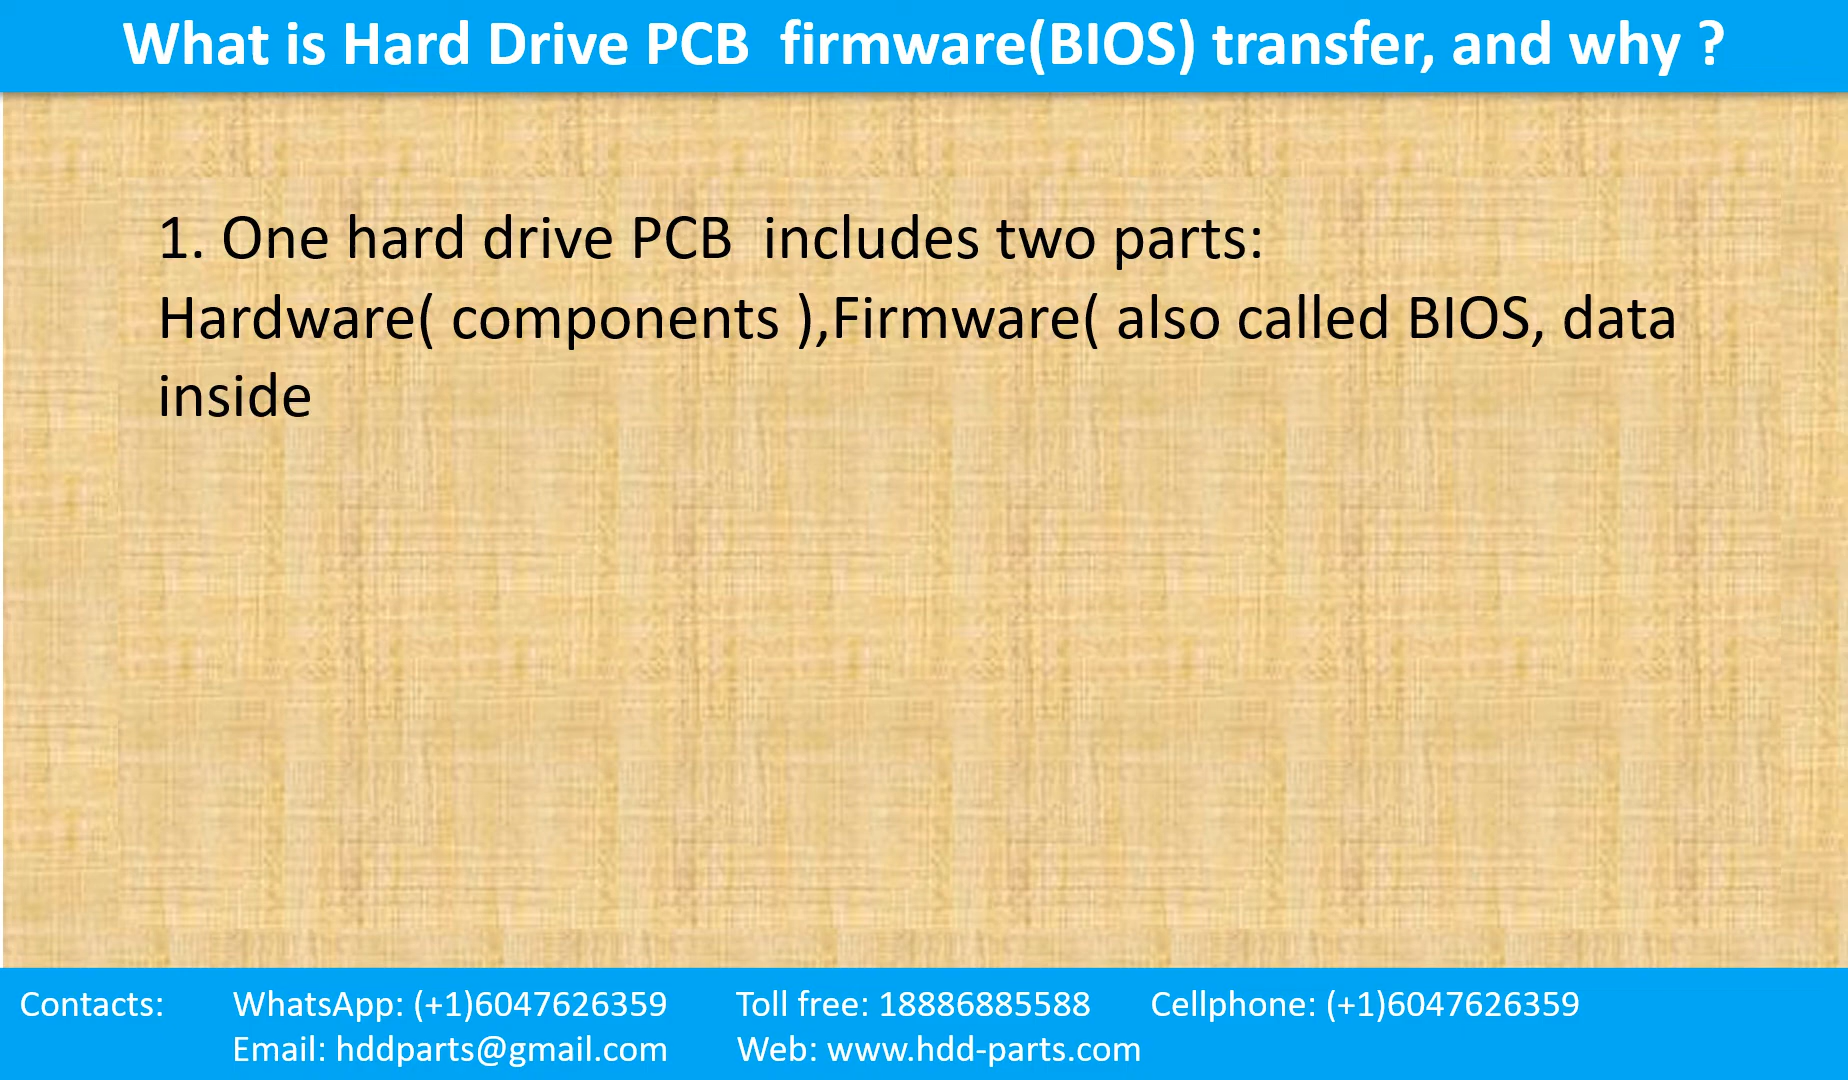 What is Hard Drive PCB  firmware(BIOS) transfer, and why ?
1. One hard drive PCB  includes two parts:
Hardware( components ),Firmware( also called BIOS, data
inside
Contacts: WhatsApp: (+1)6047626359 Toll free: 18886885588 Cellphone: (+1)6047626359
Email: hddparts@gmail.com Web: www.hdd-parts.com